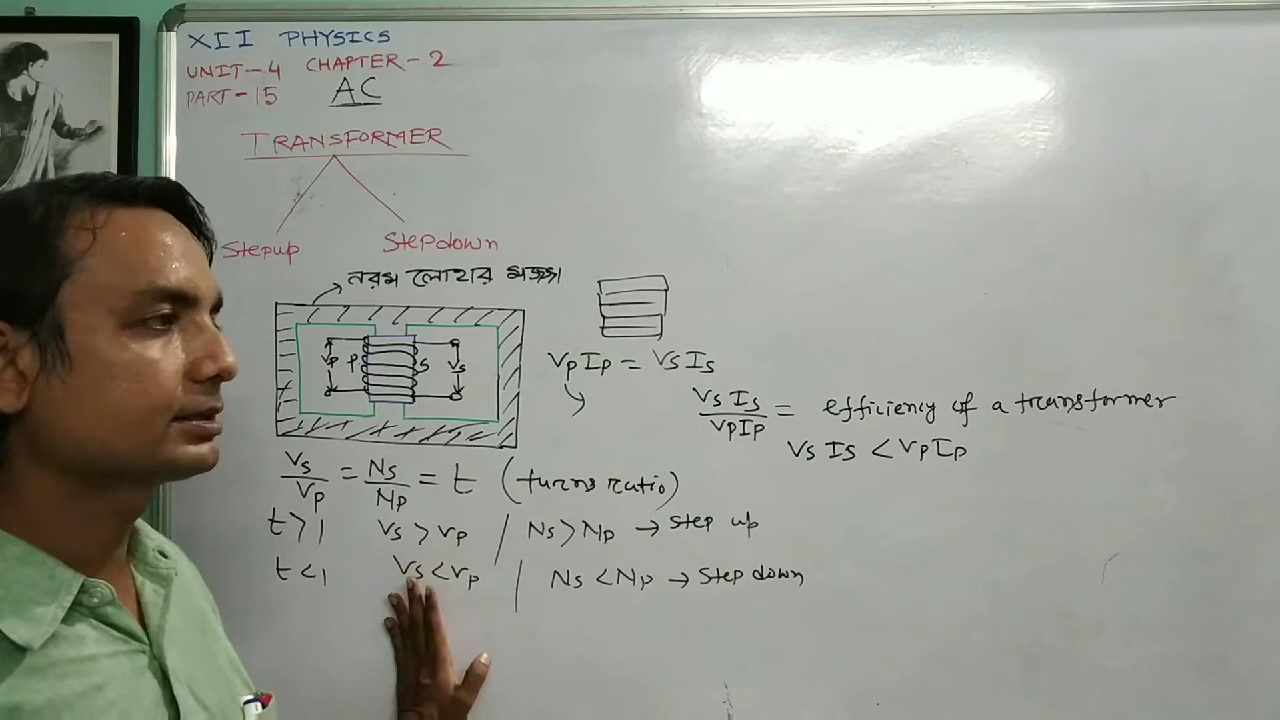 XII PHYSICS
UNIT-4 CHAPTER-2
PART-15 AC
TRANSFORMER
Stepup Stepdown
নরম লোহার মজ্জা
Vp P S Vs
VpIp = VsIs
VsIs/VpIp = efficiency of a transformer
Vs Is < VpIp
Vs/Vp = Ns/Np = t (turns ratio)
t>1 Vs > Vp / Ns > Np → Step up
t<1 Vs < Vp / Ns < Np → Step down